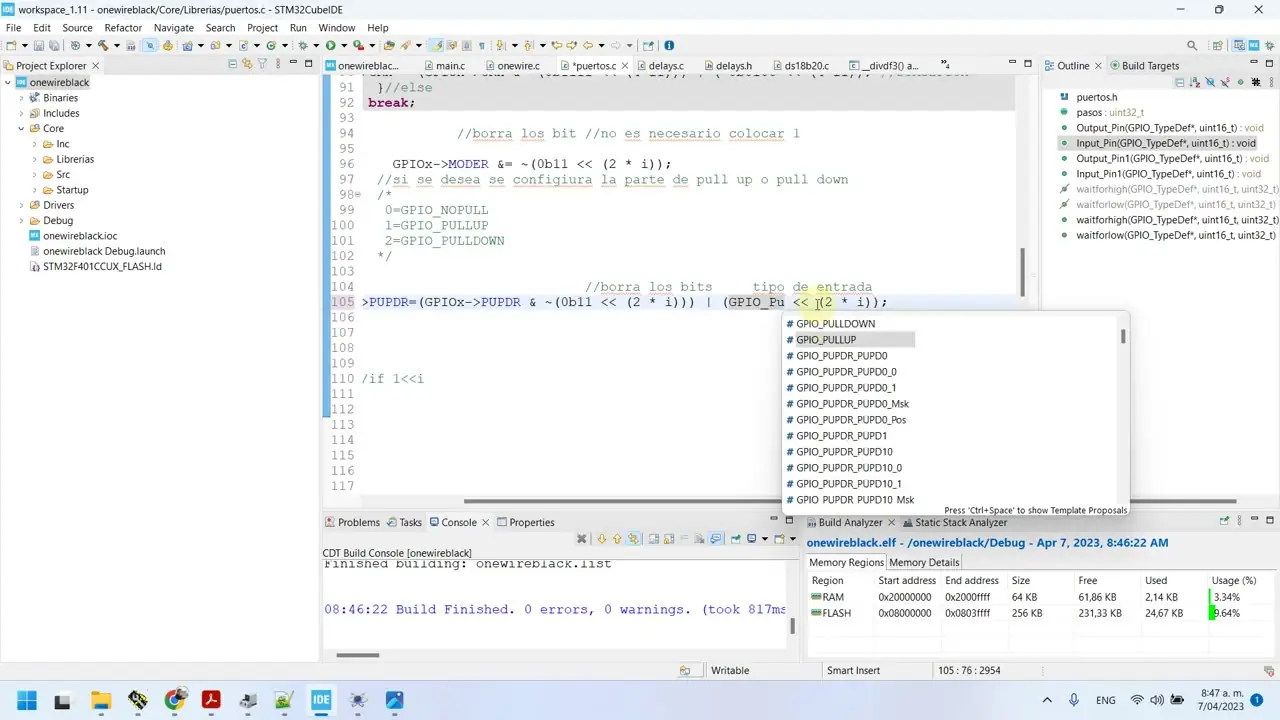 workspace_1.11 - onewireblack/Core/Librerias/puertos.c - STM32CubeIDE
File Edit Source Refactor Navigate Search Project Run Window Help
Project Explorer
onewireblac...
main.c
onewire.c
*puertos.c
delays.c
delays.h
ds18b20.c
__divdf3() a...
Outline
Build Targets
onewireblack
Binaries
Includes
Core
Inc
Librerias
Src
Startup
Drivers
Debug
onewireblack.ioc
onewireblack Debug.launch
STM32F401CCUX_FLASH.ld
91 }//else
92 break;
93
94 //borra los bit //no es necesario colocar 1
95
96 GPIOx->MODER &= ~(0b11 << (2 * i));
97 //si se desea se configiura la parte de pull up o pull down
98 /*
99 0=GPIO_NOPULL
100 1=GPIO_PULLUP
101 2=GPIO_PULLDOWN
102 */
103
104 //borra los bits tipo de entrada
105 >PUPDR=(GPIOx->PUPDR & ~(0b11 << (2 * i))) | (GPIO_Pu << (2 * i));
106
107
108
109
110 /if 1<<i
111
112
113
114
115
116
117
# GPIO_PULLDOWN
# GPIO_PULLUP
# GPIO_PUPDR_PUPD0
# GPIO_PUPDR_PUPD0_0
# GPIO_PUPDR_PUPD0_1
# GPIO_PUPDR_PUPD0_Msk
# GPIO_PUPDR_PUPD0_Pos
# GPIO_PUPDR_PUPD1
# GPIO_PUPDR_PUPD10
# GPIO_PUPDR_PUPD10_0
# GPIO_PUPDR_PUPD10_1
# GPIO_PUPDR_PUPD10_Msk
Press 'Ctrl+Space' to show Template Proposals
puertos.h
pasos : uint32_t
Output_Pin(GPIO_TypeDef*, uint16_t) : void
Input_Pin(GPIO_TypeDef*, uint16_t) : void
Output_Pin1(GPIO_TypeDef*, uint16_t) : void
Input_Pin1(GPIO_TypeDef*, uint16_t) : void
waitforhigh(GPIO_TypeDef*, uint16_t, uint32_t)
waitforlow(GPIO_TypeDef*, uint16_t, uint32_t)
waitforhigh(GPIO_TypeDef*, uint16_t, uint32_t)
waitforlow(GPIO_TypeDef*, uint16_t, uint32_t)
Problems Tasks Console Properties
CDT Build Console [onewireblack]
Finished building: onewireblack.list
08:46:22 Build Finished. 0 errors, 0 warnings. (took 817ms
Build Analyzer Static Stack Analyzer
onewireblack.elf - /onewireblack/Debug - Apr 7, 2023, 8:46:22 AM
Memory Regions Memory Details
Region Start address End address Size Free Used Usage (%)
RAM 0x20000000 0x2000ffff 64 KB 61,86 KB 2,14 KB 3.34%
FLASH 0x08000000 0x0803ffff 256 KB 231,33 KB 24,67 KB 9.64%
Writable Smart Insert 105 : 76 : 2954
IDE
ENG
8:47 a. m.
7/04/2023